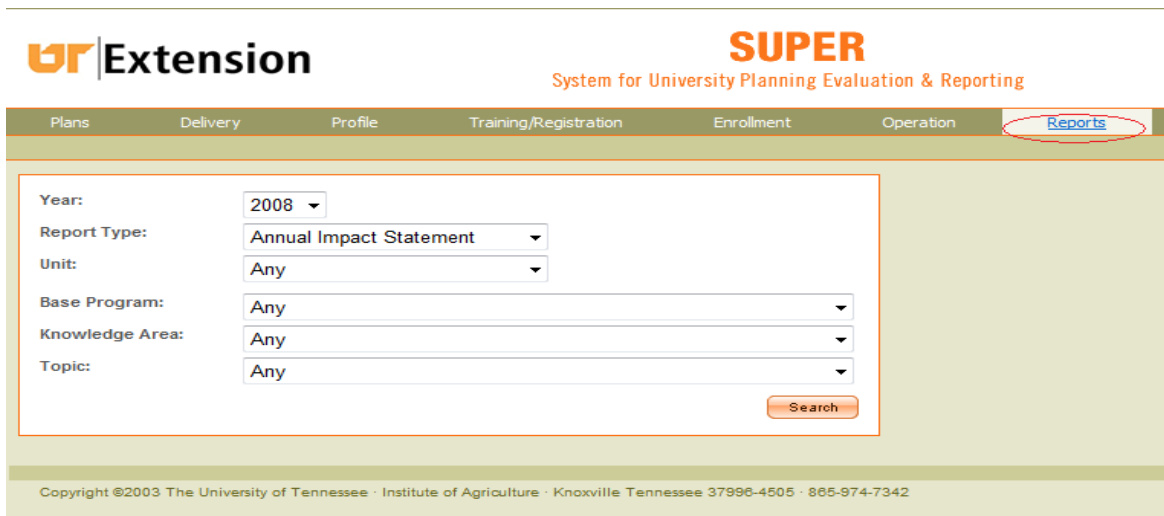 UT Extension
SUPER
System for University Planning Evaluation & Reporting
Plans Delivery Profile Training/Registration Enrollment Operation Reports
Year: 2008
Report Type: Annual Impact Statement
Unit: Any
Base Program: Any
Knowledge Area: Any
Topic: Any
Search
Copyright ©2003 The University of Tennessee · Institute of Agriculture · Knoxville Tennessee 37996-4505 · 865-974-7342